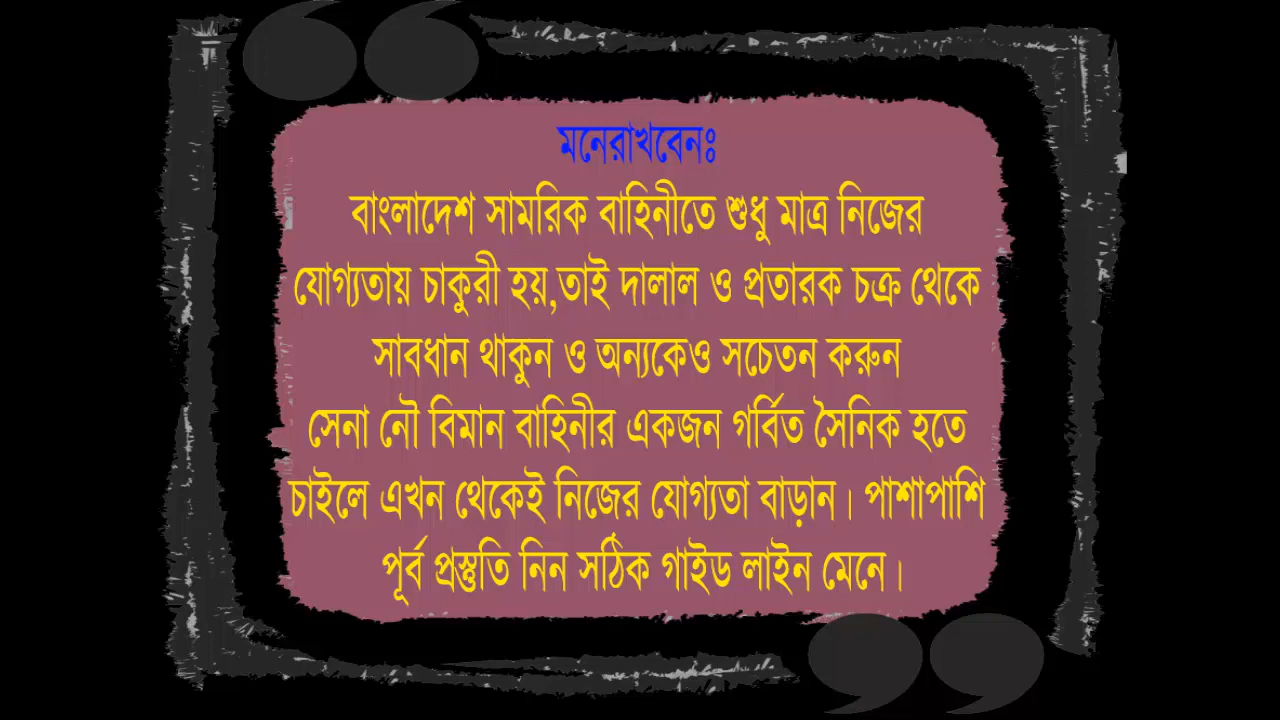 মনেরাখবেনঃ
বাংলাদেশ সামরিক বাহিনীতে শুধু মাত্র নিজের
যোগ্যতায় চাকুরী হয়,তাই দালাল ও প্রতারক চক্র থেকে
সাবধান থাকুন ও অন্যকেও সচেতন করুন
সেনা নৌ বিমান বাহিনীর একজন গর্বিত সৈনিক হতে
চাইলে এখন থেকেই নিজের যোগ্যতা বাড়ান। পাশাপাশি
পূর্ব প্রস্তুতি নিন সঠিক গাইড লাইন মেনে।